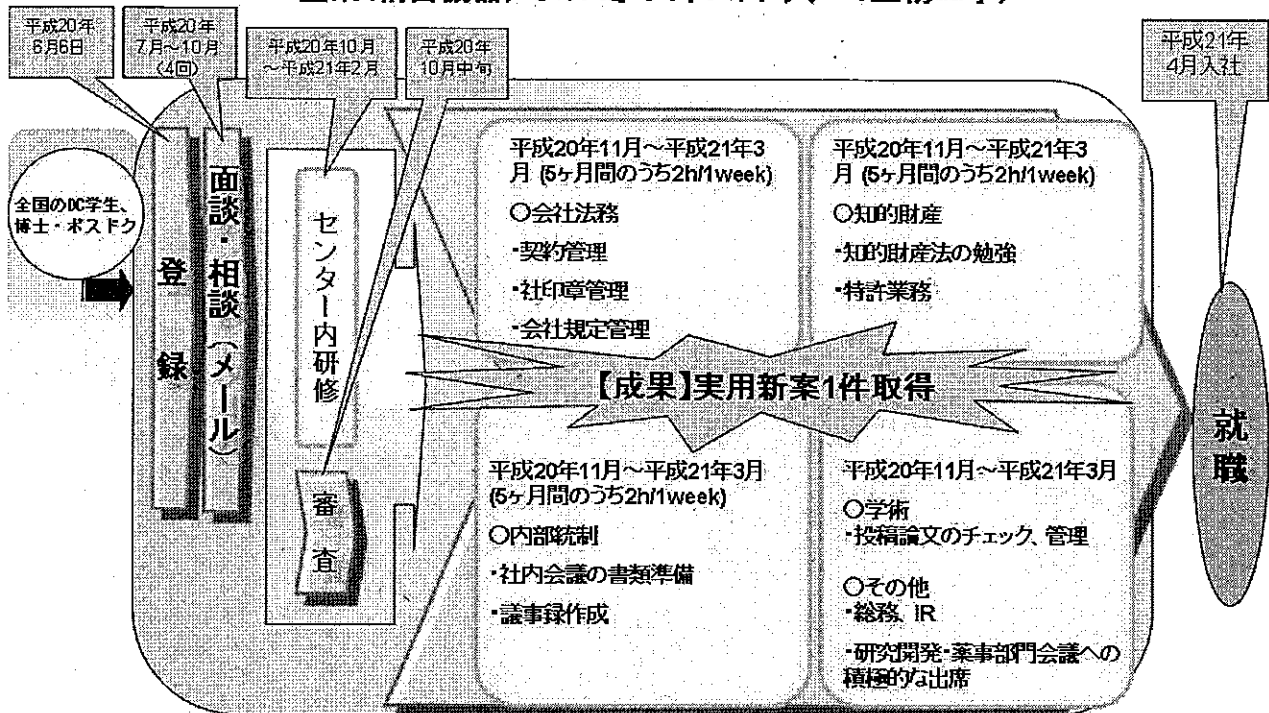 平成20年
6月6日
平成20年
7月～10月
(4回)
平成20年10月
～平成21年2月
平成20年
10月中旬
平成21年
4月入社
全国のDC学生、
博士・ポスドク
登録
面談・相談(メール)
センター内研修
審査
平成20年11月～平成21年3
月 (5ヶ月間のうち2h/1week)
○会社法務
・契約管理
・社印章管理
・会社規定管理
平成20年11月～平成21年3
月 (5ヶ月間のうち2h/1week)
○知的財産
・知的財産法の勉強
・特許業務
【成果】実用新案1件取得
平成20年11月～平成21年3月
(5ヶ月間のうち2h/1week)
○内部統制
・社内会議の書類準備
・議事録作成
平成20年11月～平成21年3月
○学術
・投稿論文のチェック、管理
○その他
・総務、IR
・研究開発・薬事部門会議への
積極的な出席
就職